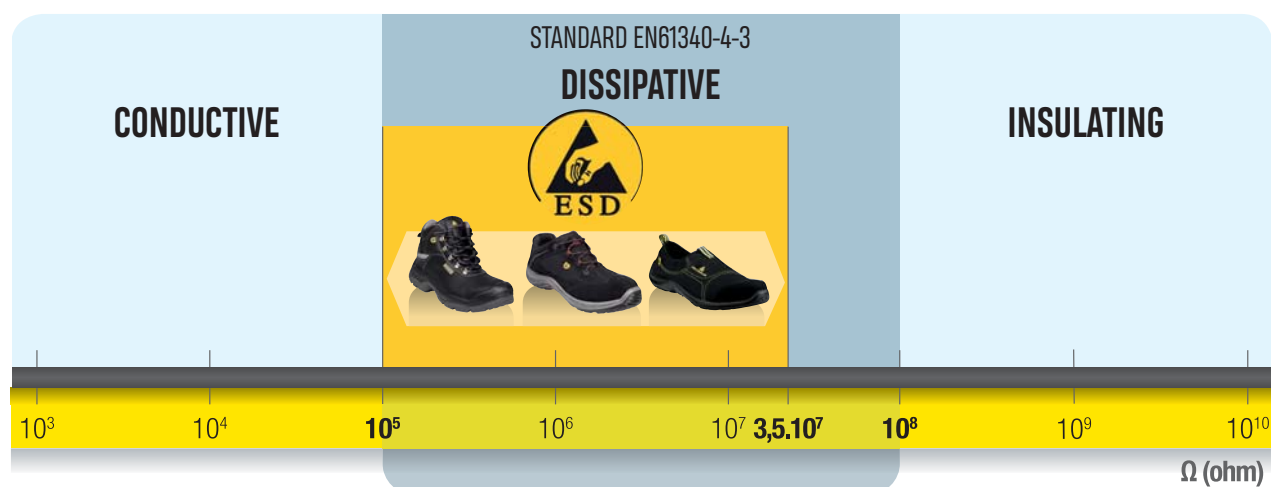 STANDARD EN61340-4-3
DISSIPATIVE
CONDUCTIVE
INSULATING
ESD
10³ 10⁴ 10⁵ 10⁶ 10⁷ 3,5.10⁷ 10⁸ 10⁹ 10¹⁰
Ω (ohm)